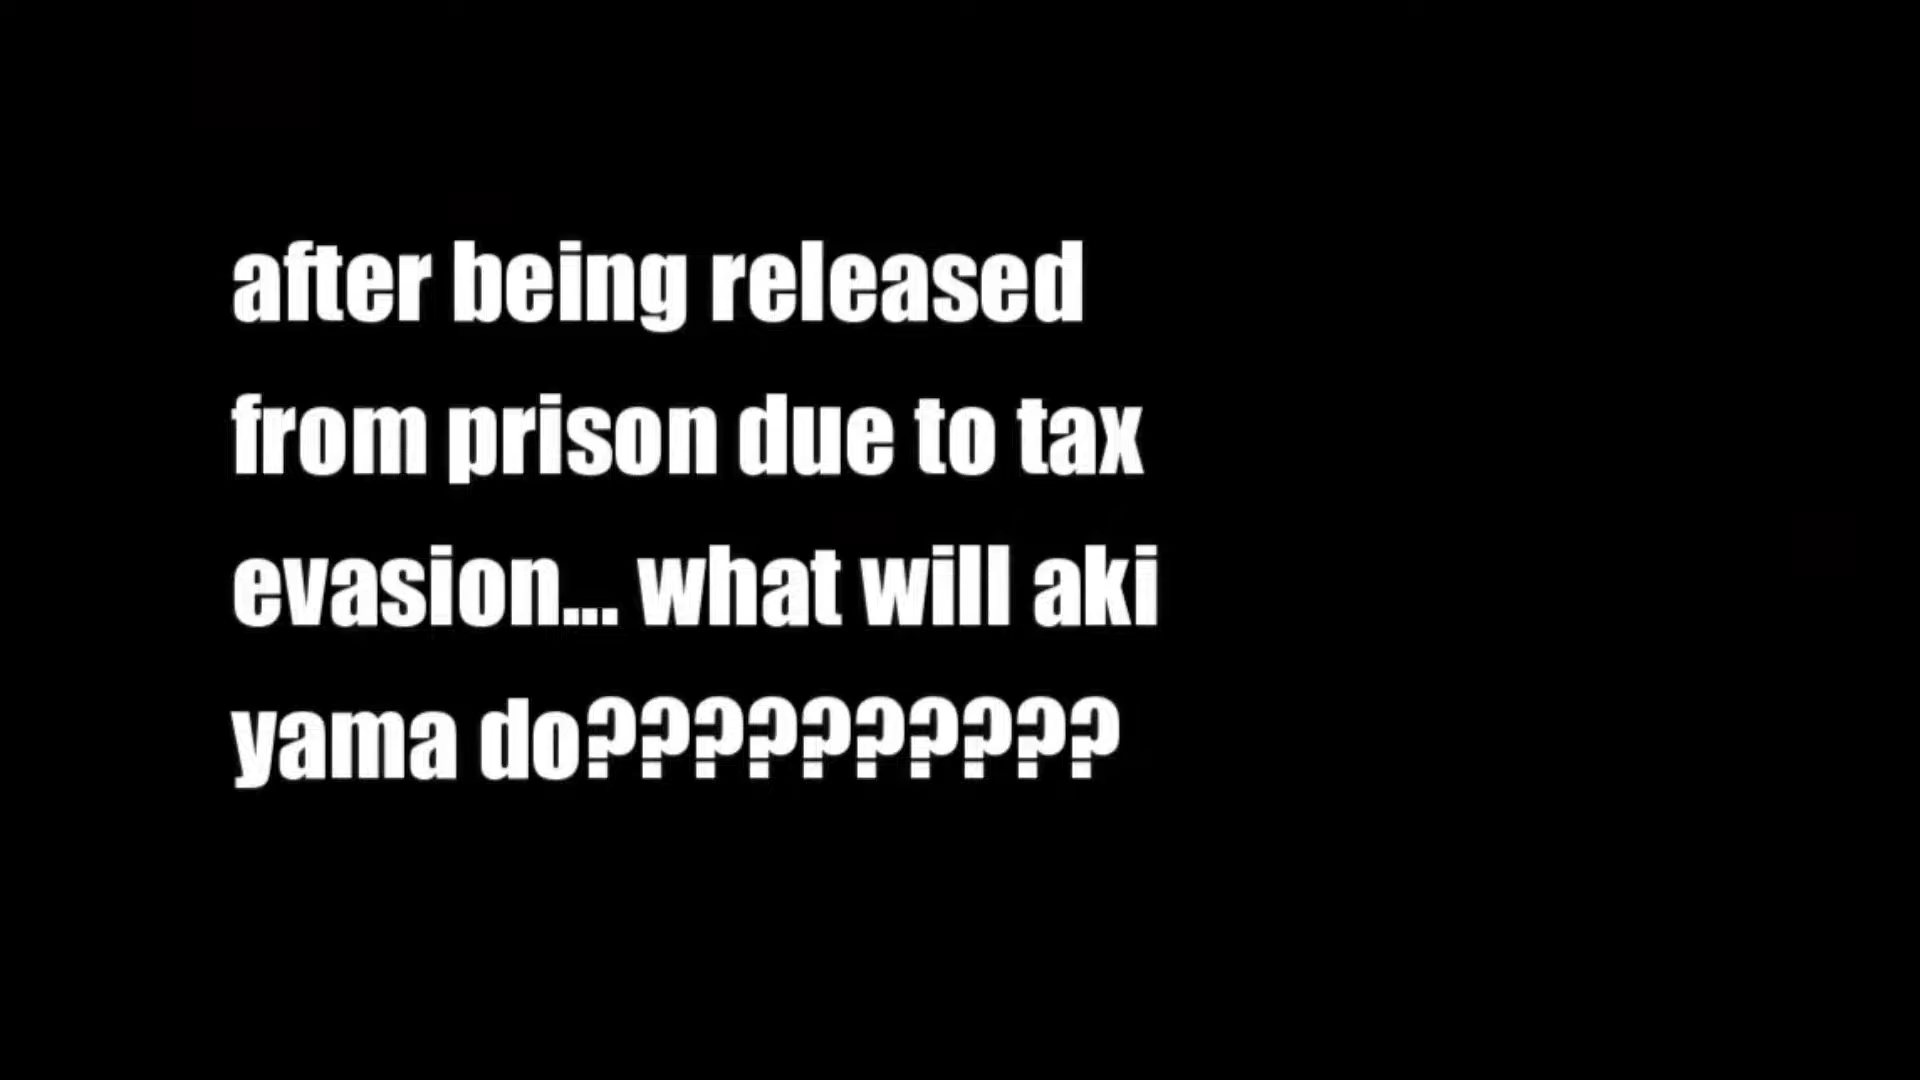 after being released
from prison due to tax
evasion... what will aki
yama do??????????